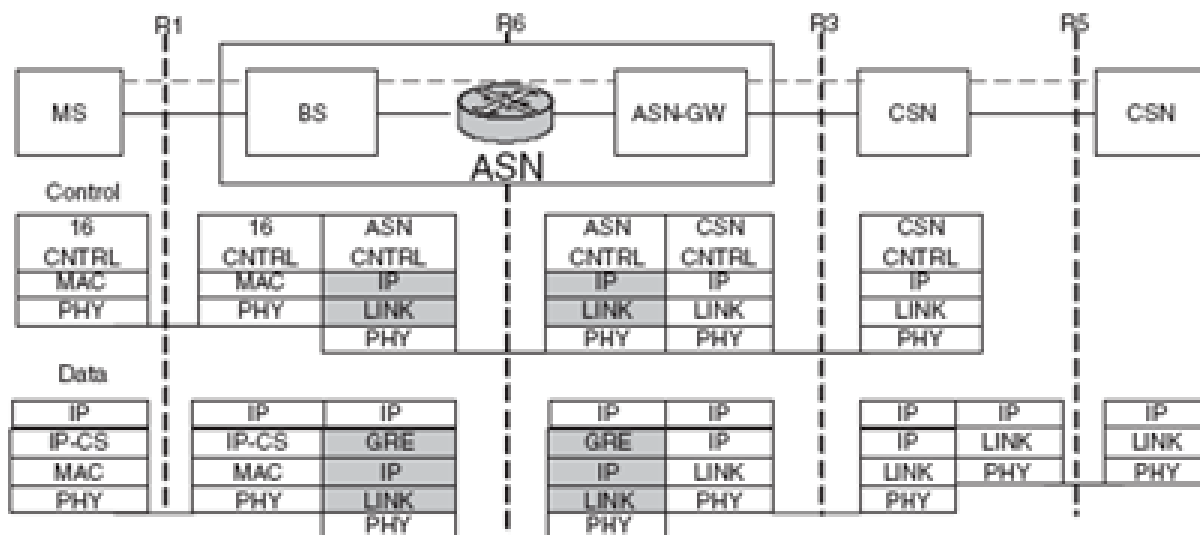 R1 R6 R3 R5
MS BS ASN-GW CSN CSN
ASN
Control
16 16 ASN ASN CSN CSN
CNTRL CNTRL CNTRL CNTRL CNTRL CNTRL
MAC MAC IP IP IP IP
PHY PHY LINK LINK LINK LINK
PHY PHY PHY PHY
Data
IP IP IP IP IP IP IP IP
IP-CS IP-CS GRE GRE IP IP LINK LINK
MAC MAC IP IP LINK LINK PHY PHY
PHY PHY LINK LINK PHY PHY
PHY PHY